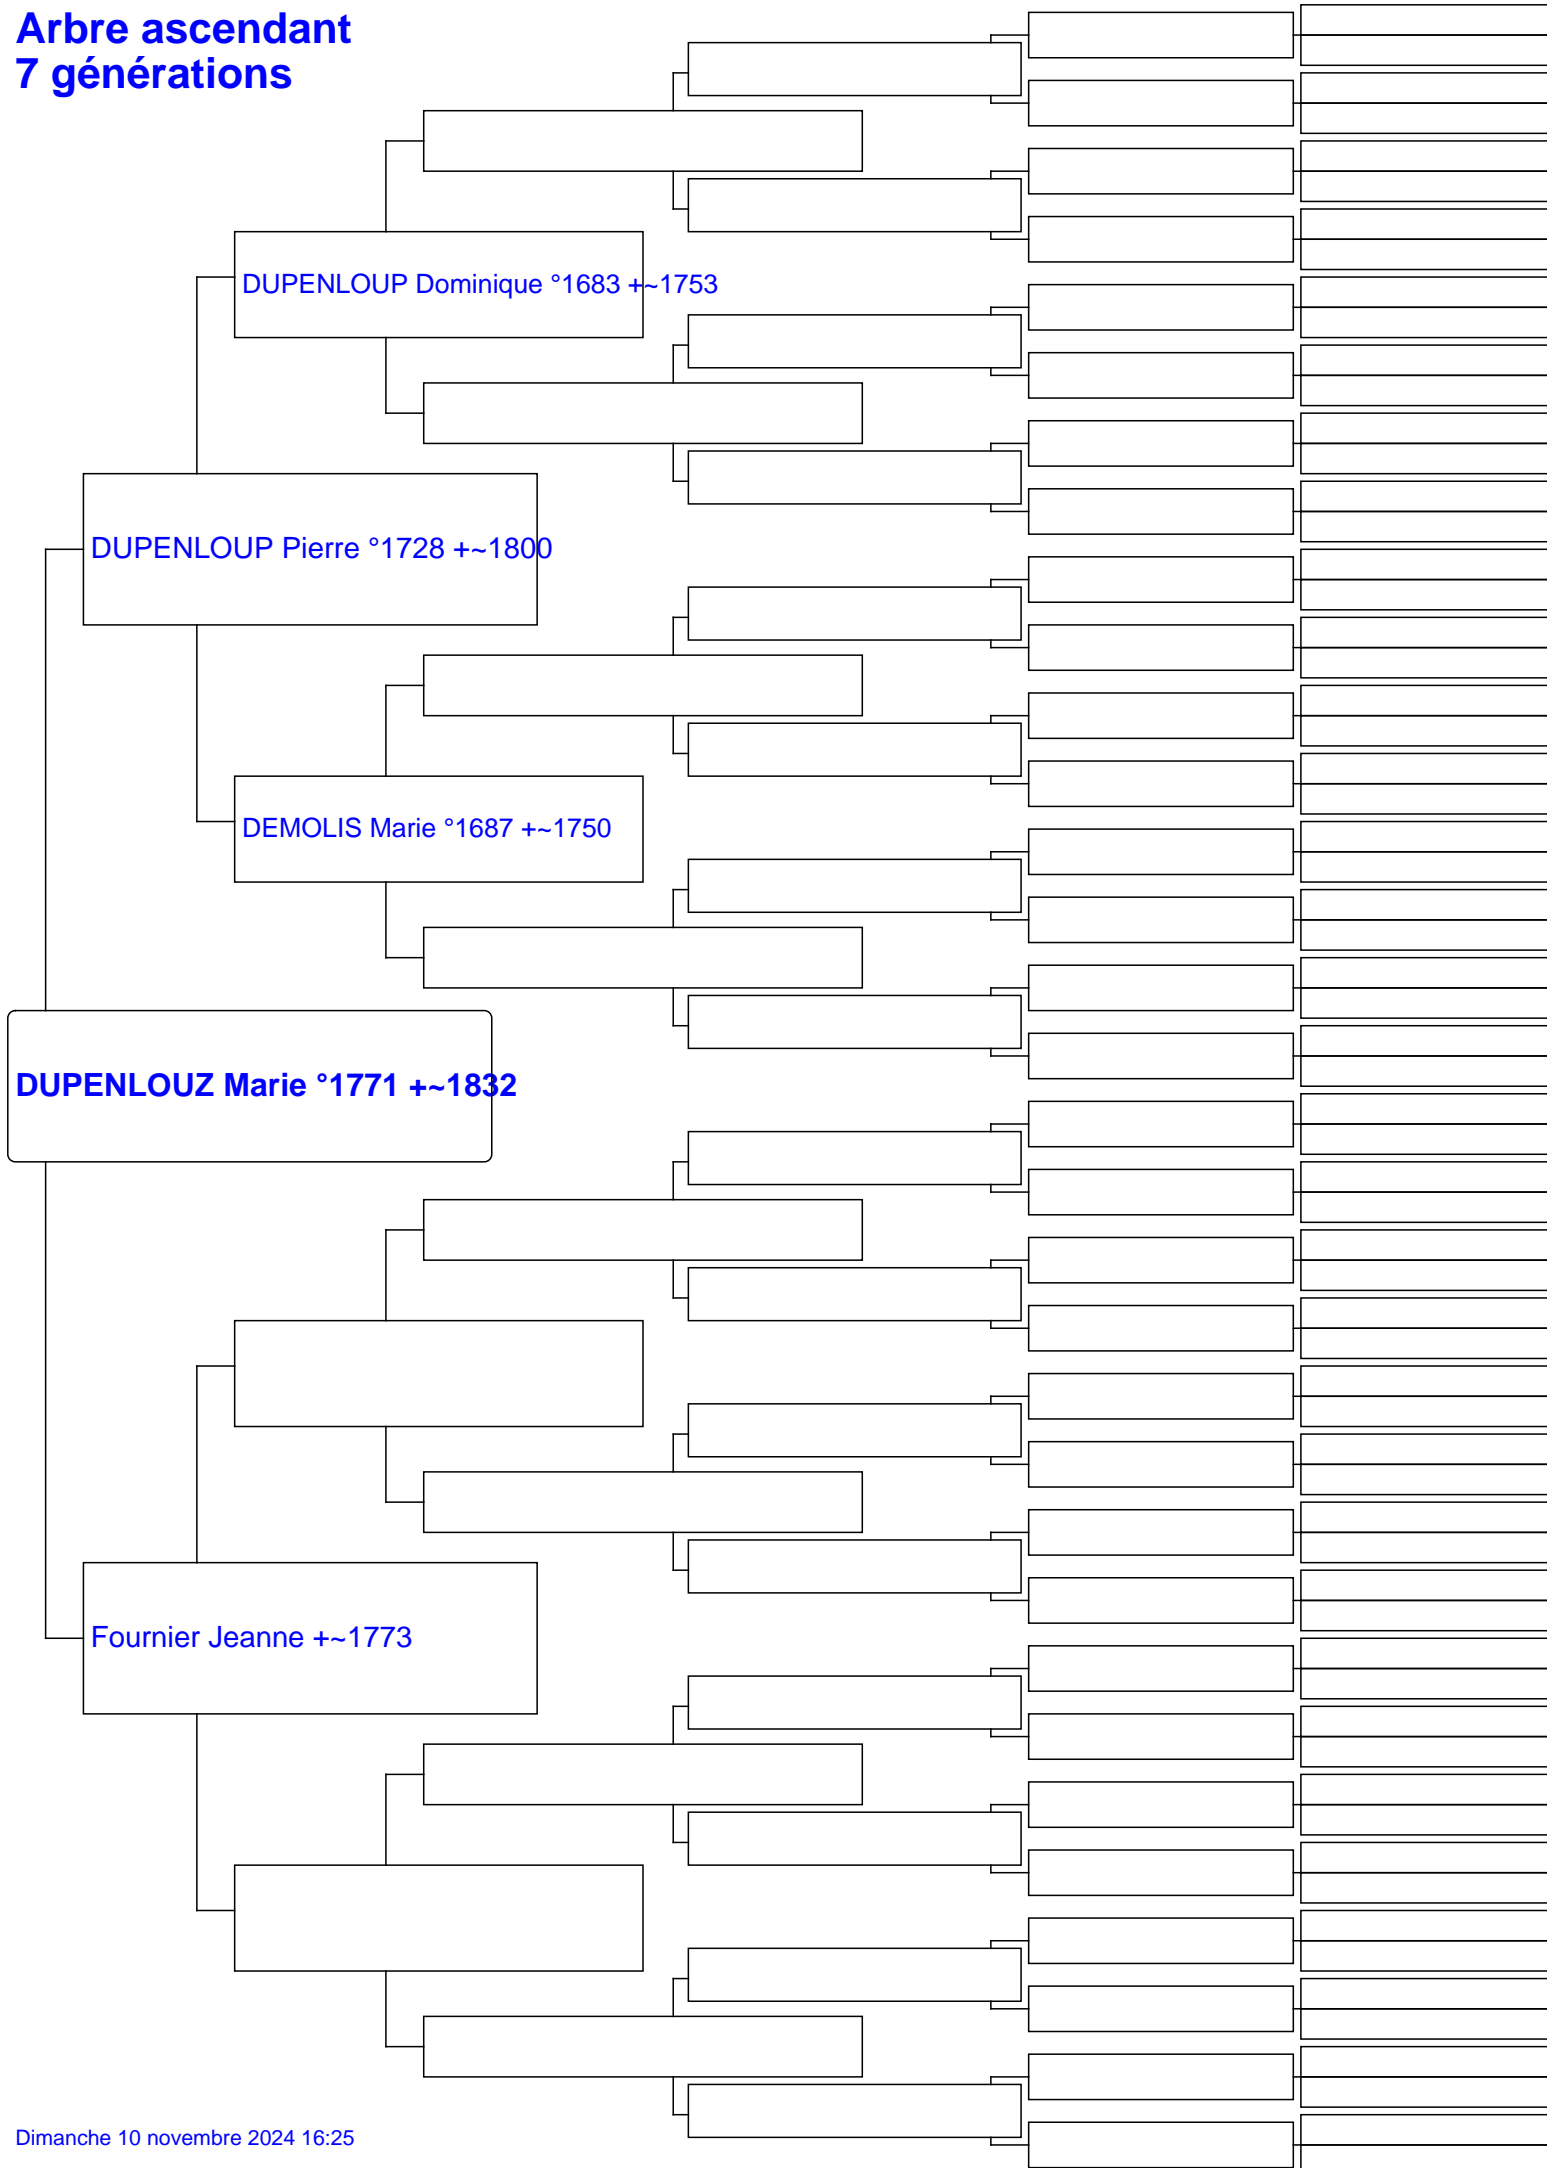 Arbre ascendant
7 générations
DUPENLOUP Dominique °1683 +~1753
DUPENLOUP Pierre °1728 +~1800
DEMOLIS Marie °1687 +~1750
DUPENLOUZ Marie °1771 +~1832
Fournier Jeanne +~1773
Dimanche 10 novembre 2024 16:25